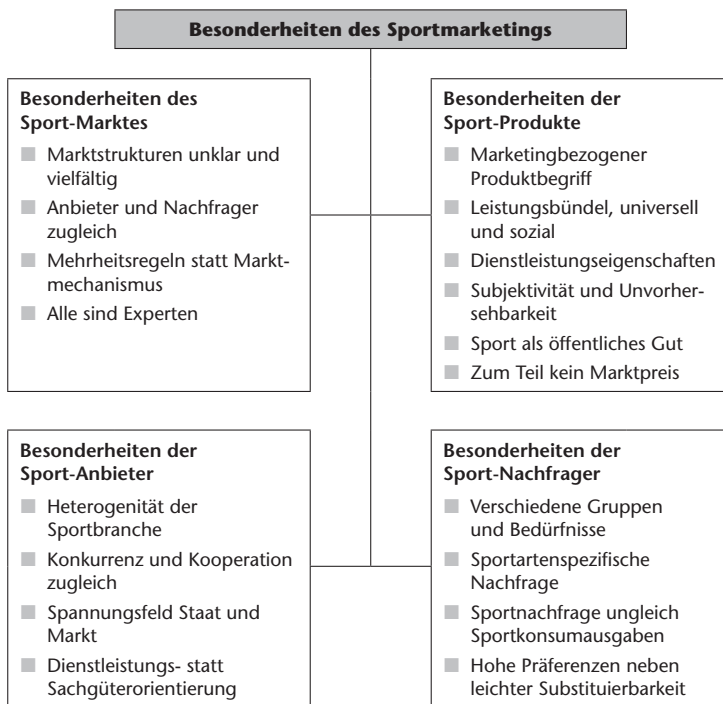 Besonderheiten des Sportmarketings
Besonderheiten des
Sport-Marktes
Marktstrukturen unklar und
vielfältig
Anbieter und Nachfrager
zugleich
Mehrheitsregeln statt Markt-
mechanismus
Alle sind Experten
Besonderheiten der
Sport-Produkte
Marketingbezogener
Produktbegriff
Leistungsbündel, universell
und sozial
Dienstleistungseigenschaften
Subjektivität und Unvorher-
sehbarkeit
Sport als öffentliches Gut
Zum Teil kein Marktpreis
Besonderheiten der
Sport-Anbieter
Heterogenität der
Sportbranche
Konkurrenz und Kooperation
zugleich
Spannungsfeld Staat und
Markt
Dienstleistungs- statt
Sachgüterorientierung
Besonderheiten der
Sport-Nachfrager
Verschiedene Gruppen
und Bedürfnisse
Sportartenspezifische
Nachfrage
Sportnachfrage ungleich
Sportkonsumausgaben
Hohe Präferenzen neben
leichter Substituierbarkeit